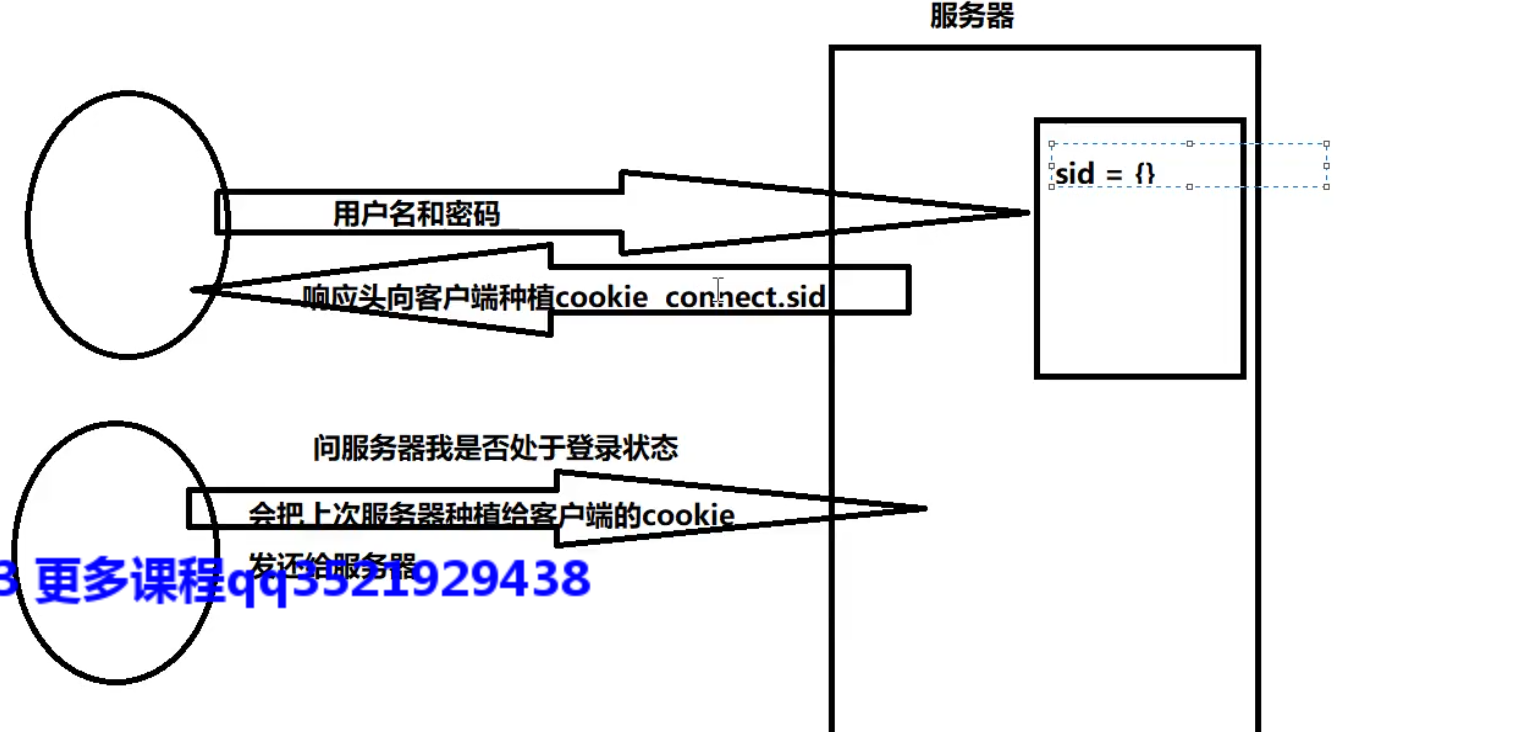 服务器
sid = {}
用户名和密码
响应头向客户端种植cookie connect.sid
问服务器我是否处于登录状态
会把上次服务器种植给客户端的cookie
发还给服务器
3 更多课程qq3521929438